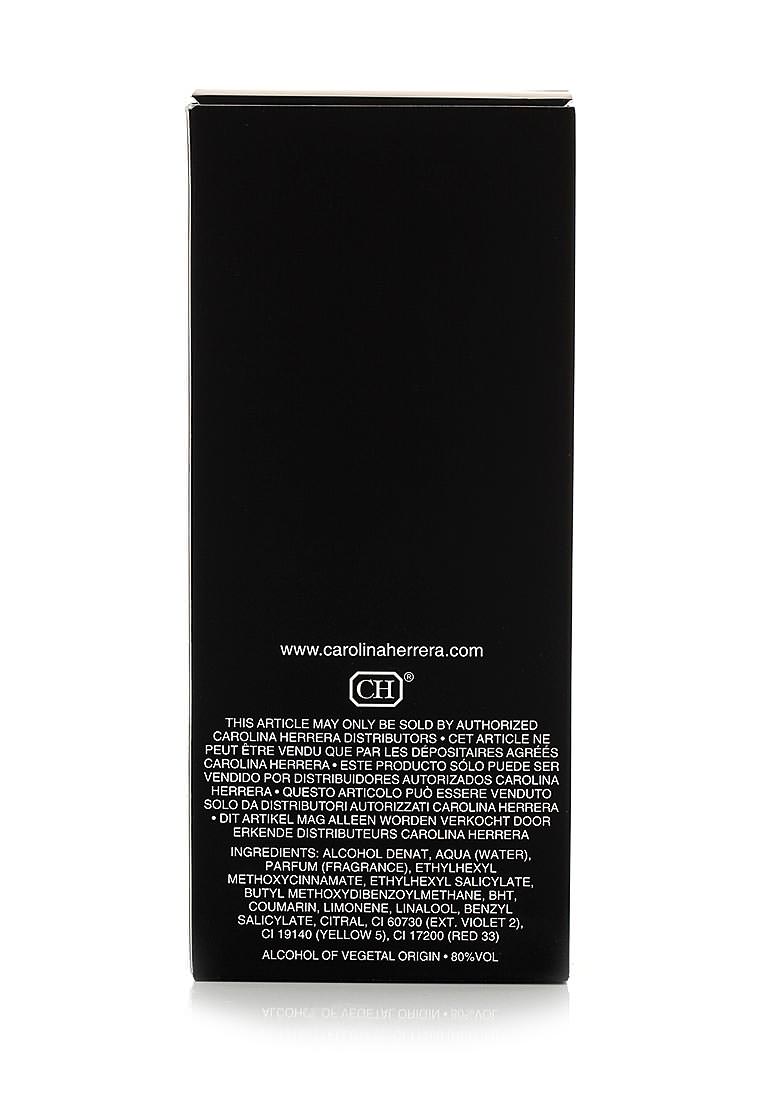 www.carolinaherrera.com
CH®
THIS ARTICLE MAY ONLY BE SOLD BY AUTHORIZED
CAROLINA HERRERA DISTRIBUTORS • CET ARTICLE NE
PEUT ÊTRE VENDU QUE PAR LES DÉPOSITAIRES AGRÉÉS
CAROLINA HERRERA • ESTE PRODUCTO SÓLO PUEDE SER
VENDIDO POR DISTRIBUIDORES AUTORIZADOS CAROLINA
HERRERA • QUESTO ARTICOLO PUÒ ESSERE VENDUTO
SOLO DA DISTRIBUTORI AUTORIZZATI CAROLINA HERRERA
• DIT ARTIKEL MAG ALLEEN WORDEN VERKOCHT DOOR
ERKENDE DISTRIBUTEURS CAROLINA HERRERA
INGREDIENTS: ALCOHOL DENAT, AQUA (WATER),
PARFUM (FRAGRANCE), ETHYLHEXYL
METHOXYCINNAMATE, ETHYLHEXYL SALICYLATE,
BUTYL METHOXYDIBENZOYLMETHANE, BHT,
COUMARIN, LIMONENE, LINALOOL, BENZYL
SALICYLATE, CITRAL, CI 60730 (EXT. VIOLET 2),
CI 19140 (YELLOW 5), CI 17200 (RED 33)
ALCOHOL OF VEGETAL ORIGIN • 80%VOL